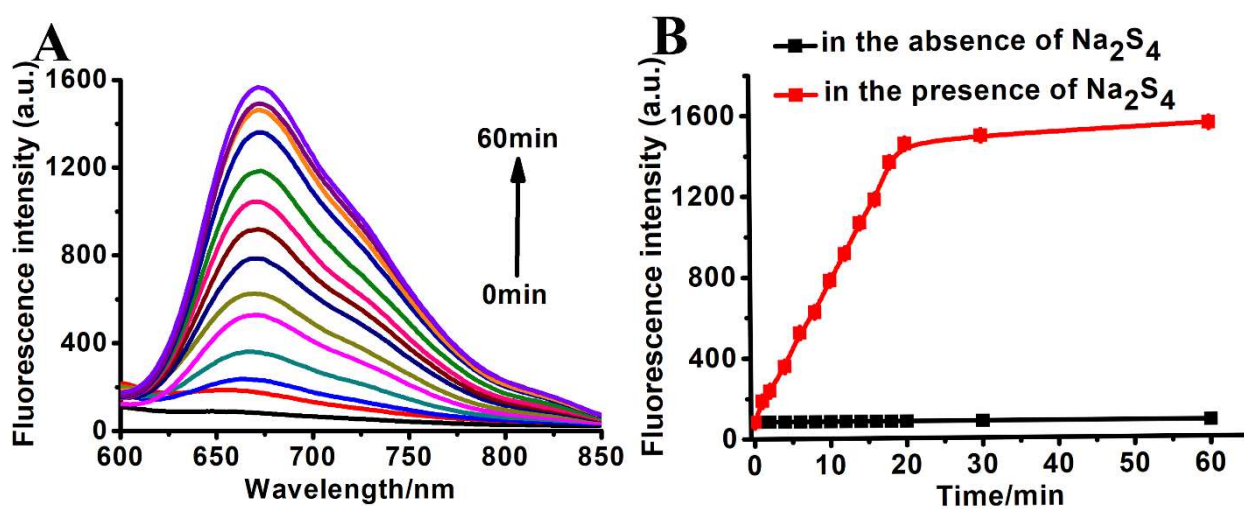 A
Fluorescence intensity (a.u.)
1600
1200
800
400
0
60min
0min
600 650 700 750 800 850
Wavelength/nm
B
in the absence of Na₂S₄
in the presence of Na₂S₄
Fluorescence intensity (a.u.)
1600
1200
800
400
0
0 10 20 30 40 50 60
Time/min